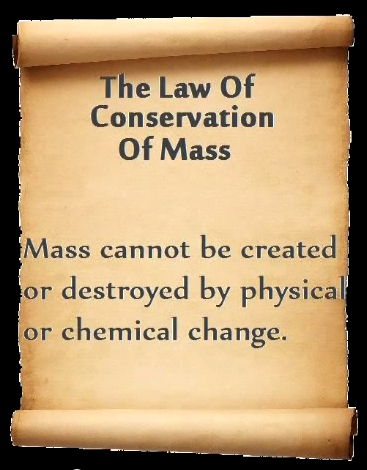 The Law Of
Conservation
Of Mass
Mass cannot be created
or destroyed by physical
or chemical change.